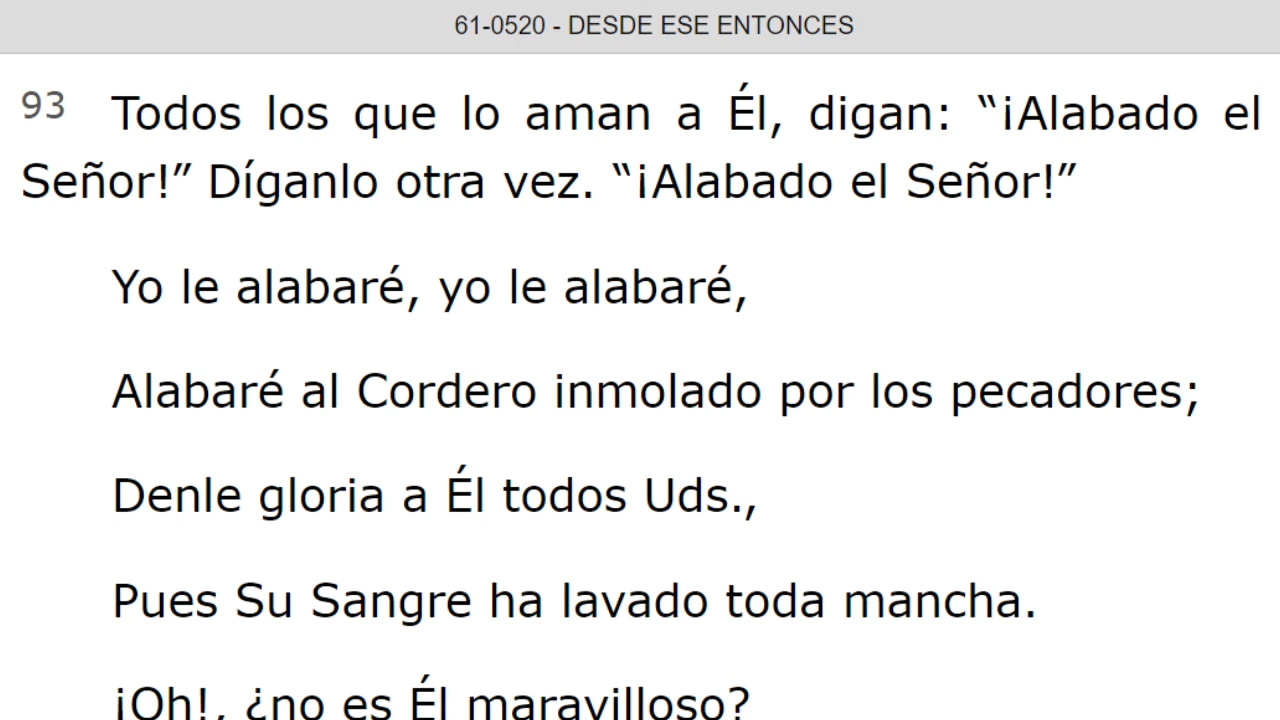 61-0520 - DESDE ESE ENTONCES
93 Todos los que lo aman a Él, digan: “¡Alabado el
Señor!” Díganlo otra vez. “¡Alabado el Señor!”
Yo le alabaré, yo le alabaré,
Alabaré al Cordero inmolado por los pecadores;
Denle gloria a Él todos Uds.,
Pues Su Sangre ha lavado toda mancha.
¡Oh!, ¿no es Él maravilloso?